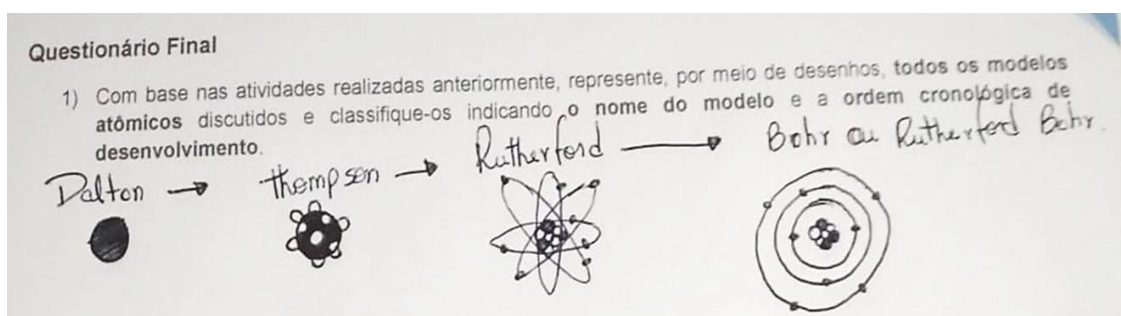 Questionário Final
1) Com base nas atividades realizadas anteriormente, represente, por meio de desenhos, todos os modelos
atômicos discutidos e classifique-os indicando o nome do modelo e a ordem cronológica de
desenvolvimento.
Dalton → thompson → Rutherford → Bohr ou Rutherford Bohr.